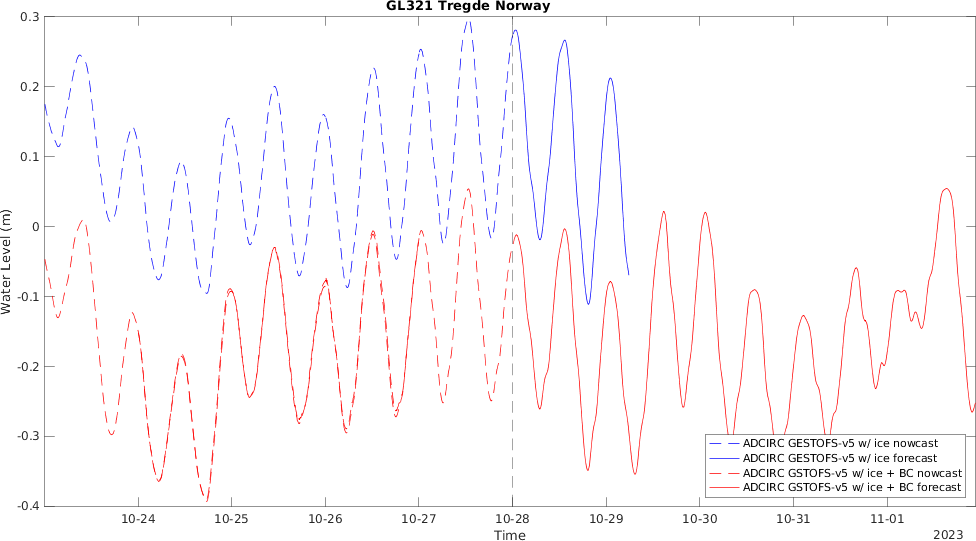 GL321 Tregde Norway
0.3
0.2
0.1
0
-0.1
-0.2
-0.3
-0.4
Water Level (m)
ADCIRC GESTOFS-v5 w/ ice nowcast
ADCIRC GESTOFS-v5 w/ ice forecast
ADCIRC GSTOFS-v5 w/ ice + BC nowcast
ADCIRC GSTOFS-v5 w/ ice + BC forecast
10-24 10-25 10-26 10-27 10-28 10-29 10-30 10-31 11-01
Time
2023